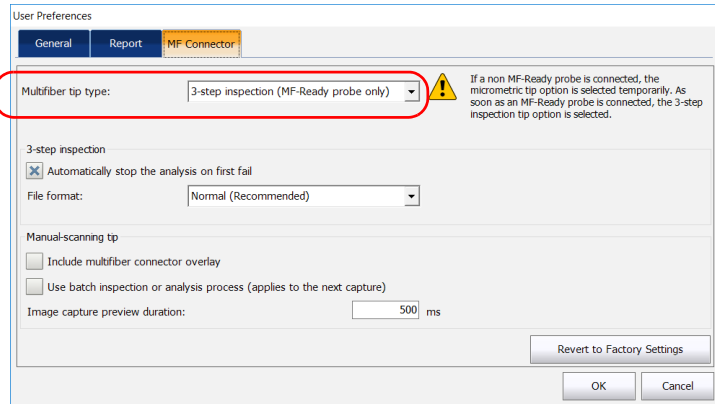 User Preferences
General Report MF Connector
Multifiber tip type: 3-step inspection (MF-Ready probe only)
If a non MF-Ready probe is connected, the
micrometric tip option is selected temporarily. As
soon as an MF-Ready probe is connected, the 3-step
inspection tip option is selected.
3-step inspection
Automatically stop the analysis on first fail
File format: Normal (Recommended)
Manual-scanning tip
Include multifiber connector overlay
Use batch inspection or analysis process (applies to the next capture)
Image capture preview duration: 500 ms
Revert to Factory Settings
OK Cancel